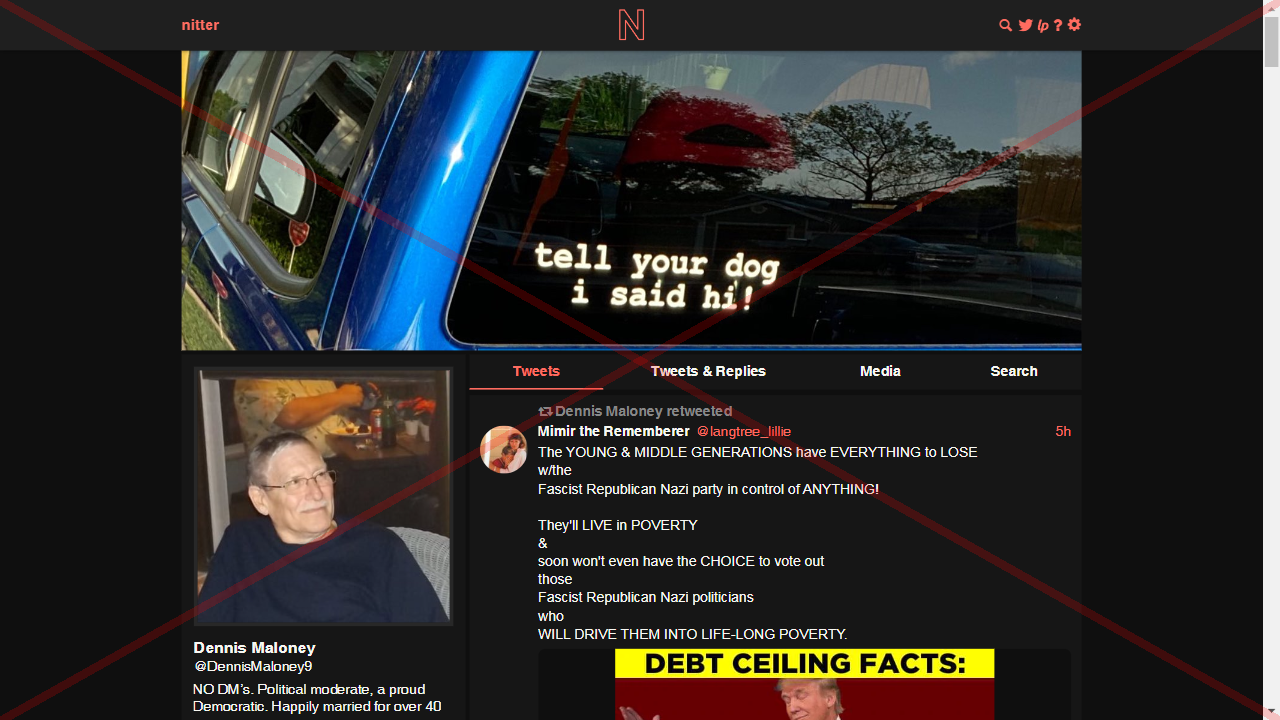 nitter
N
lp ?
tell your dog
i said hi!
Tweets
Tweets & Replies
Media
Search
Dennis Maloney retweeted
Mimir the Rememberer @langtree_lillie 5h
The YOUNG & MIDDLE GENERATIONS have EVERYTHING to LOSE
w/the
Fascist Republican Nazi party in control of ANYTHING!
They'll LIVE in POVERTY
&
soon won't even have the CHOICE to vote out
those
Fascist Republican Nazi politicians
who
WILL DRIVE THEM INTO LIFE-LONG POVERTY.
DEBT CEILING FACTS:
Dennis Maloney
@DennisMaloney9
NO DM's. Political moderate, a proud
Democratic. Happily married for over 40